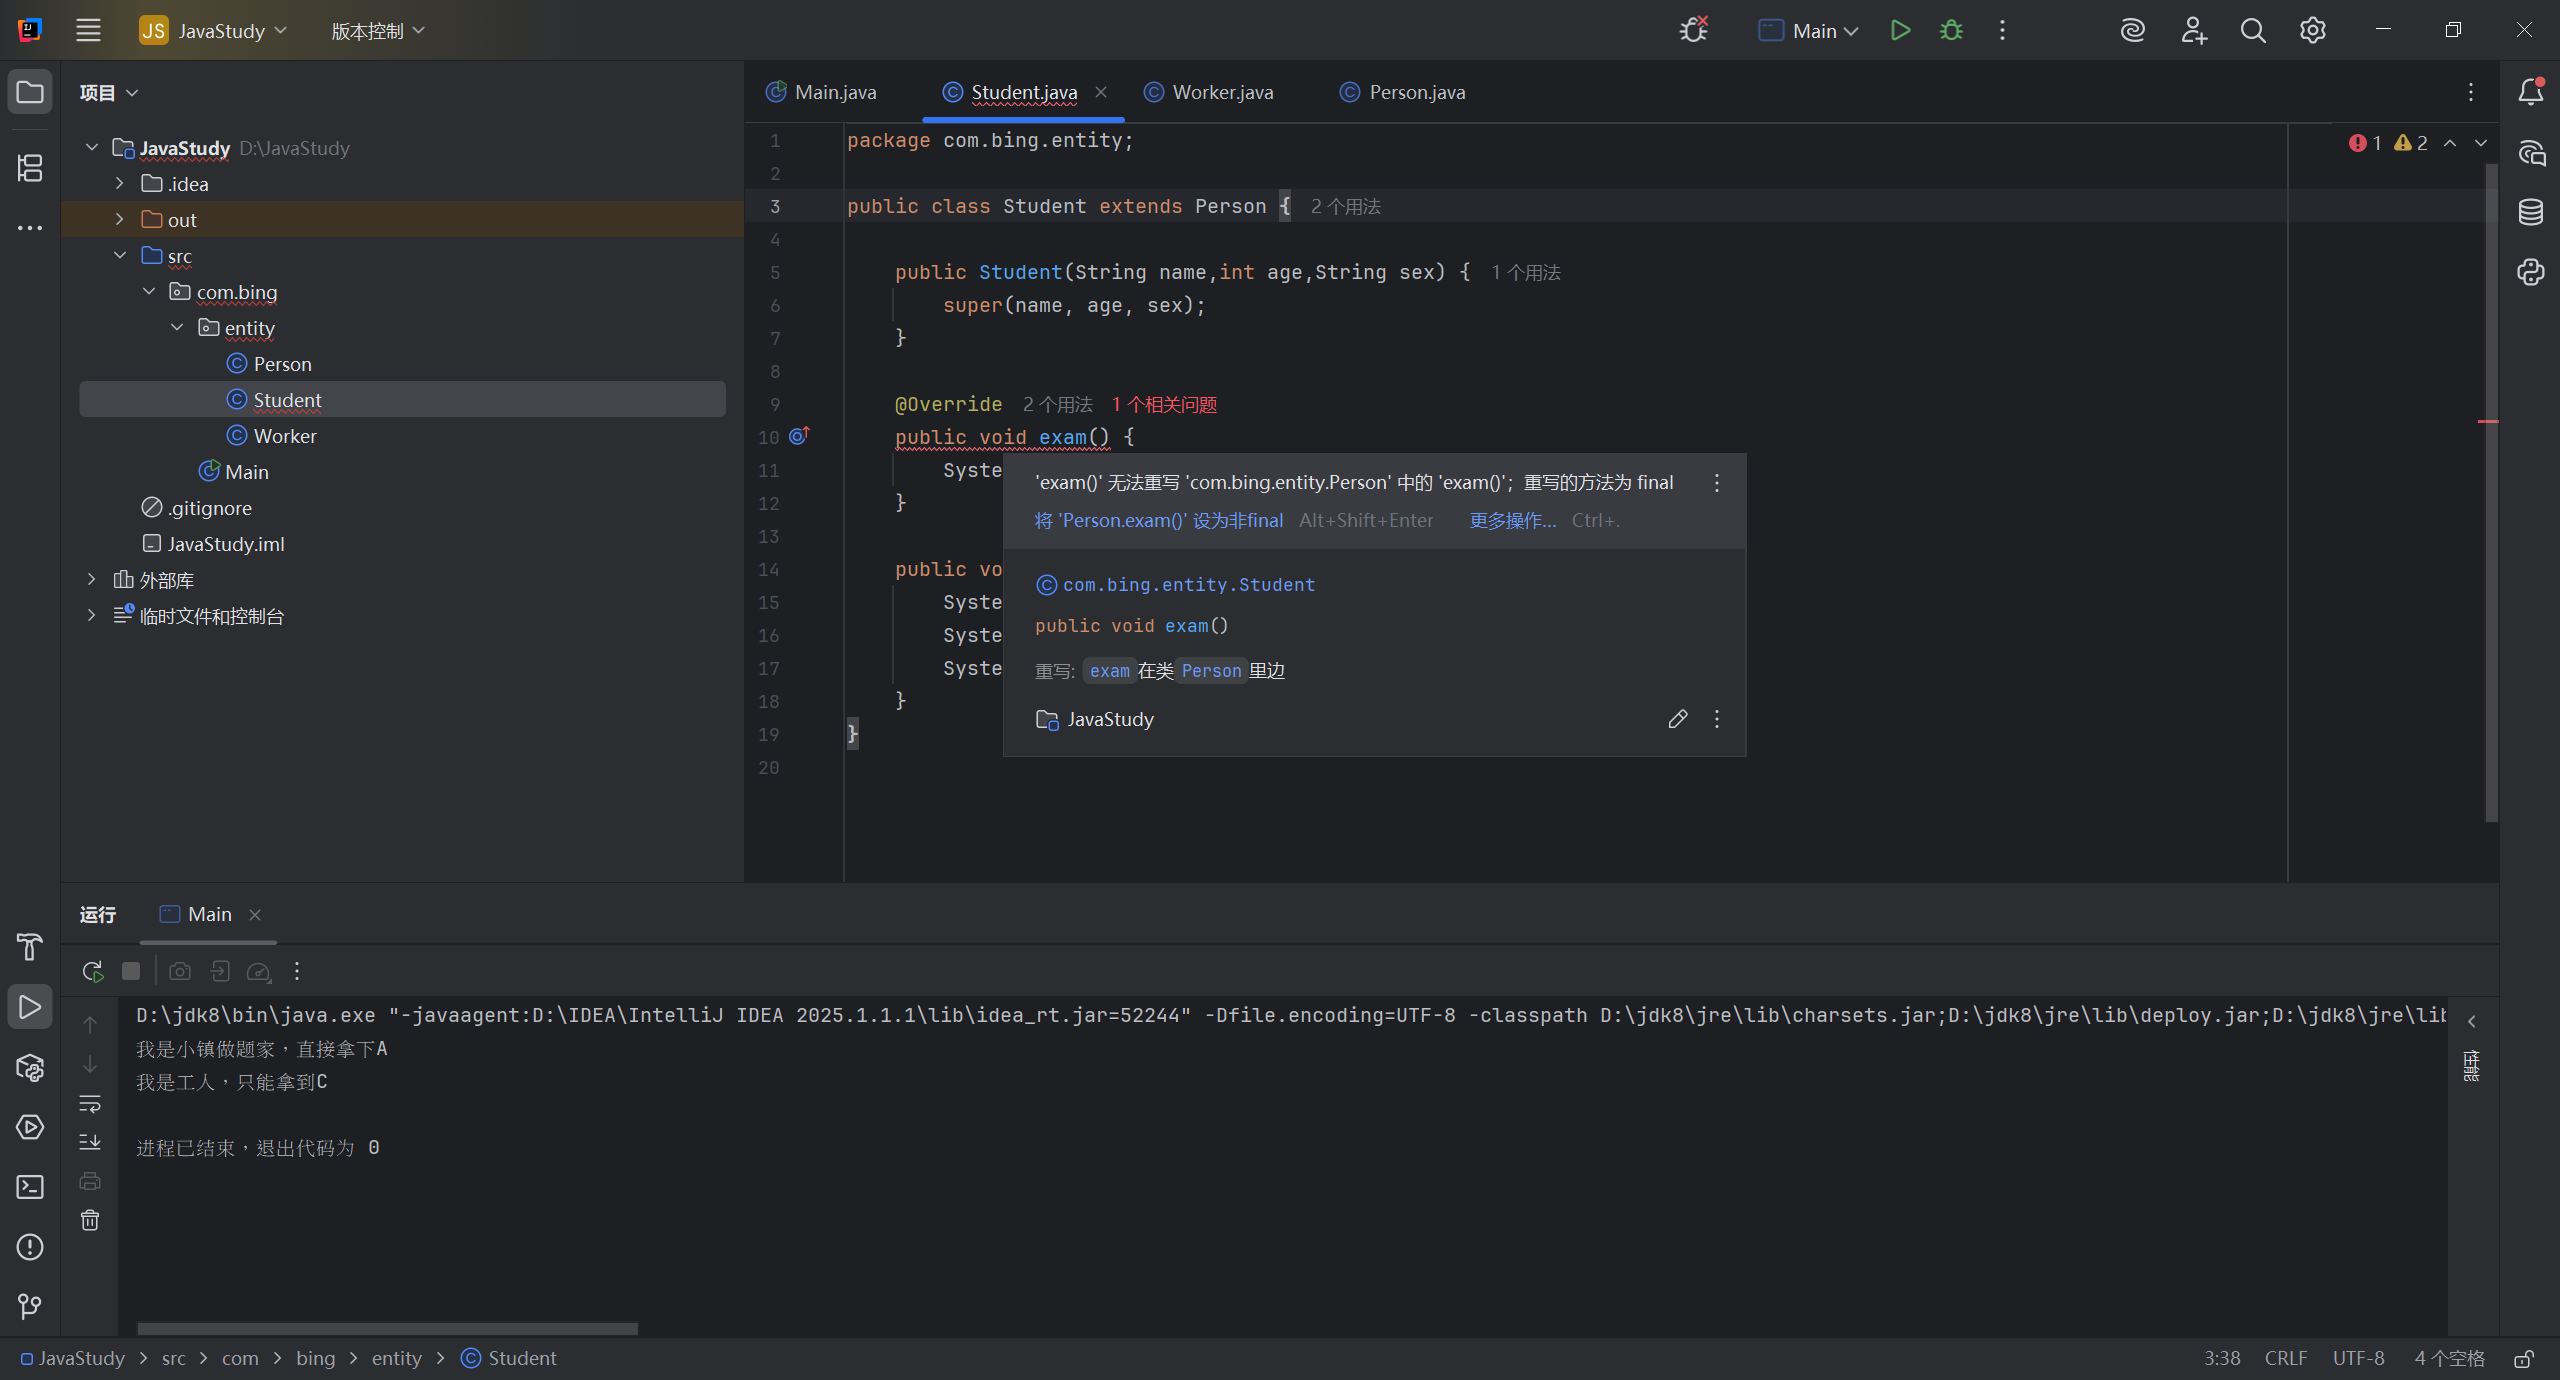 JS JavaStudy 版本控制 Main
项目
JavaStudy D:\JavaStudy
.idea
out
src
com.bing
entity
Person
Student
Worker
Main
.gitignore
JavaStudy.iml
外部库
临时文件和控制台
Main.java Student.java Worker.java Person.java
1 2
1 package com.bing.entity;
2
3 public class Student extends Person { 2 个用法
4
5 public Student(String name,int age,String sex) { 1 个用法
6 super(name, age, sex);
7 }
8
9 @Override 2 个用法 1 个相关问题
10 public void exam() {
11 Syste
12 }
13
14 public vo
15 Syste
16 Syste
17 Syste
18 }
19 }
20
'exam()' 无法重写 'com.bing.entity.Person' 中的 'exam()'；重写的方法为 final
将 'Person.exam()' 设为非final Alt+Shift+Enter 更多操作... Ctrl+.
com.bing.entity.Student
public void exam()
重写: exam在类Person里边
JavaStudy
运行 Main
D:\jdk8\bin\java.exe "-javaagent:D:\IDEA\IntelliJ IDEA 2025.1.1.1\lib\idea_rt.jar=52244" -Dfile.encoding=UTF-8 -classpath D:\jdk8\jre\lib\charsets.jar;D:\jdk8\jre\lib\deploy.jar;D:\jdk8\jre\lib
我是小镇做题家，直接拿下A
我是工人，只能拿到C
进程已结束，退出代码为 0
性能
JavaStudy > src > com > bing > entity > Student
3:38 CRLF UTF-8 4 个空格